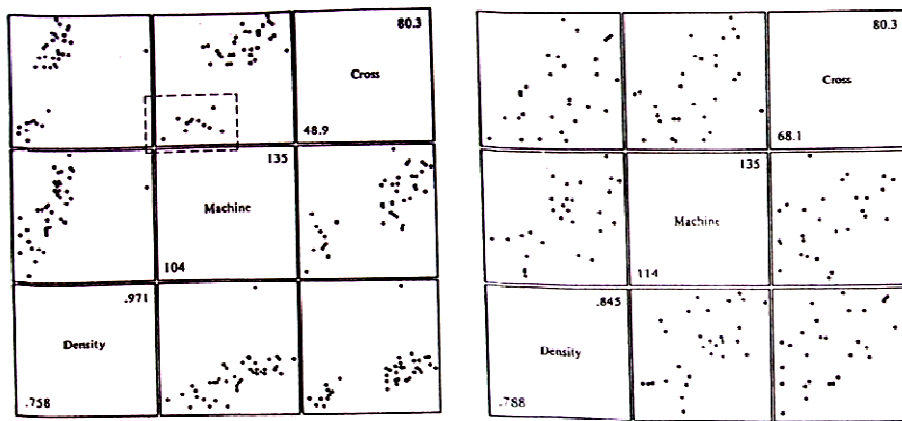 80.3
Cross
48.9
135
Machine
104
.971
Density
.758
80.3
Cross
68.1
135
Machine
114
.845
Density
.788